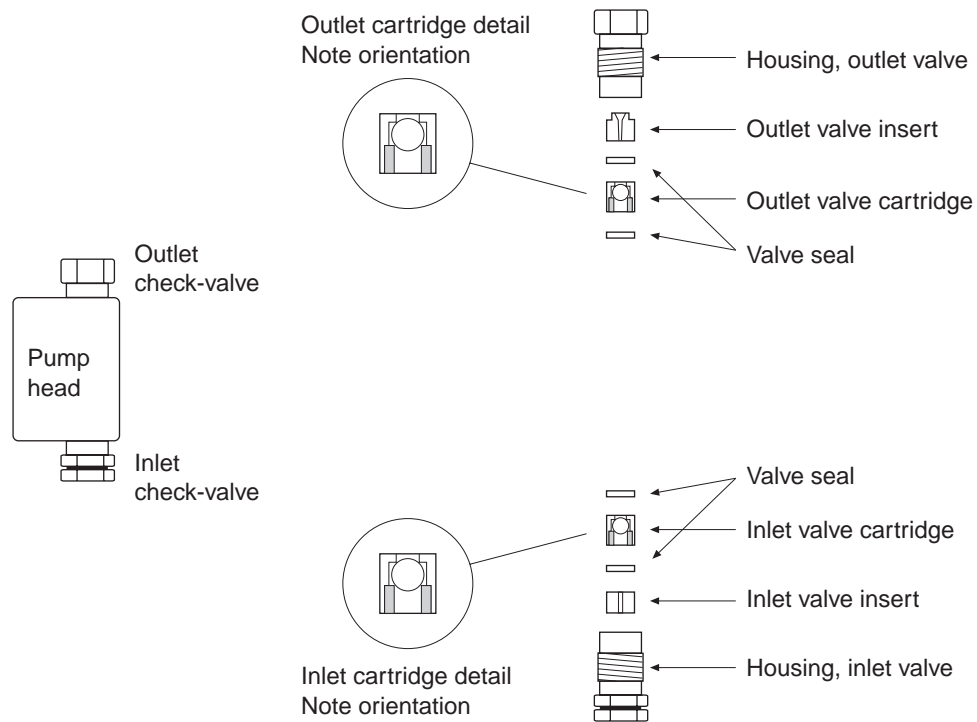 Outlet cartridge detail
Note orientation
Housing, outlet valve
Outlet valve insert
Outlet valve cartridge
Valve seal
Outlet
check-valve
Pump
head
Inlet
check-valve
Valve seal
Inlet valve cartridge
Inlet valve insert
Housing, inlet valve
Inlet cartridge detail
Note orientation